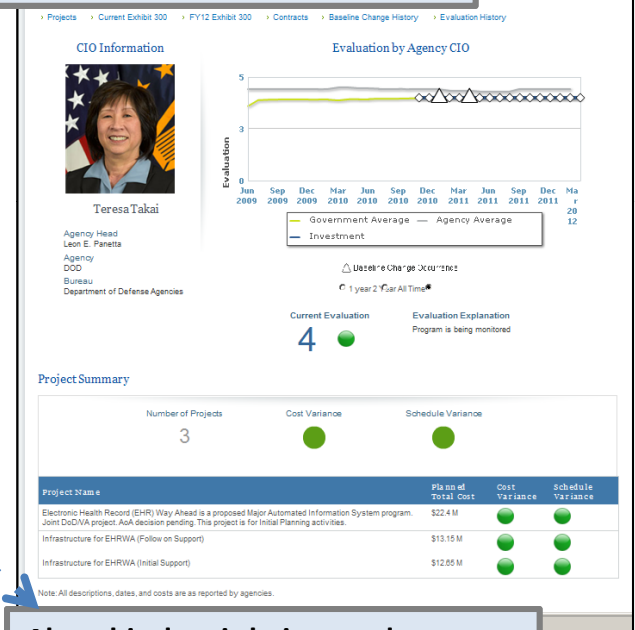 › Projects › Current Exhibit 300 › FY12 Exhibit 300 › Contracts › Baseline Change History › Evaluation History
CIO Information
Evaluation by Agency CIO
Teresa Takai
Agency Head
Leon E. Panetta
Agency
DOD
Bureau
Department of Defense Agencies
Evaluation
5
3
0
Jun 2009 Sep 2009 Dec 2009 Mar 2010 Jun 2010 Sep 2010 Dec 2010 Mar 2011 Jun 2011 Sep 2011 Dec 2011 Mar 2012
Government Average Agency Average
Investment
Baseline Change Occurrence
1 year 2 Year All Time
Current Evaluation
4
Evaluation Explanation
Program is being monitored
Project Summary
Number of Projects Cost Variance Schedule Variance
3
Project Name Planned Total Cost Cost Variance Schedule Variance
Electronic Health Record (EHR) Way Ahead is a proposed Major Automated Information System program. $22.4 M
Joint DoD/VA project. AoA decision pending. This project is for Initial Planning activities.
Infrastructure for EHRWA (Follow on Support) $13.15 M
Infrastructure for EHRWA (Initial Support) $12.65 M
Note: All descriptions, dates, and costs are as reported by agencies.